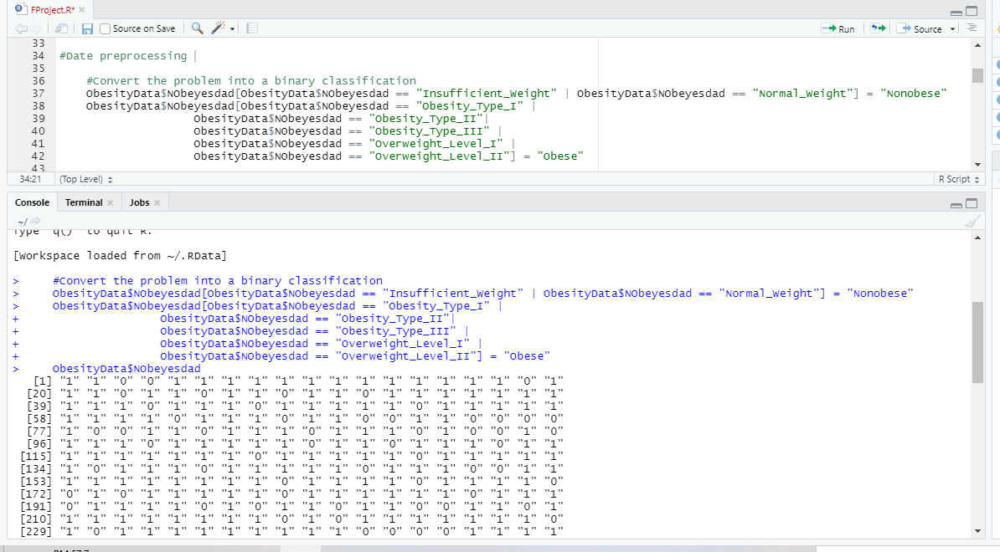 FProject.R*
Source on Save
Run
Source
33
34 #Date preprocessing
35
36 #Convert the problem into a binary classification
37 ObesityData$NObeyesdad[ObesityData$NObeyesdad == "Insufficient_Weight" | ObesityData$NObeyesdad == "Normal_Weight"] = "Nonobese"
38 ObesityData$NObeyesdad[ObesityData$NObeyesdad == "Obesity_Type_I" |
39 ObesityData$NObeyesdad == "Obesity_Type_II"|
40 ObesityData$NObeyesdad == "Obesity_Type_III" |
41 ObesityData$NObeyesdad == "Overweight_Level_I" |
42 ObesityData$NObeyesdad == "Overweight_Level_II"] = "Obese"
43
34:21 (Top Level) R Script
Console Terminal Jobs
~/
Type 'q()' to quit R.
[Workspace loaded from ~/.RData]
> #Convert the problem into a binary classification
> ObesityData$NObeyesdad[ObesityData$NObeyesdad == "Insufficient_Weight" | ObesityData$NObeyesdad == "Normal_Weight"] = "Nonobese"
> ObesityData$NObeyesdad[ObesityData$NObeyesdad == "Obesity_Type_I" |
+ ObesityData$NObeyesdad == "Obesity_Type_II"|
+ ObesityData$NObeyesdad == "Obesity_Type_III" |
+ ObesityData$NObeyesdad == "Overweight_Level_I" |
+ ObesityData$NObeyesdad == "Overweight_Level_II"] = "Obese"
> ObesityData$NObeyesdad
[1] "1" "1" "0" "0" "1" "1" "1" "1" "1" "1" "1" "1" "1" "1" "1" "1" "1" "0" "1"
[20] "1" "1" "0" "1" "1" "0" "1" "1" "0" "1" "1" "0" "1" "1" "1" "1" "1" "1" "1"
[39] "1" "1" "1" "0" "1" "1" "1" "0" "1" "1" "1" "1" "1" "0" "1" "1" "1" "1" "1"
[58] "1" "1" "1" "1" "0" "1" "1" "1" "0" "1" "1" "0" "0" "1" "1" "0" "0" "0" "0"
[77] "1" "0" "0" "1" "1" "0" "1" "1" "1" "0" "1" "1" "1" "0" "1" "0" "0" "1" "0"
[96] "1" "1" "1" "0" "1" "1" "1" "1" "1" "0" "1" "1" "0" "1" "1" "1" "0" "1" "1"
[115] "1" "1" "1" "1" "1" "1" "1" "0" "1" "1" "1" "1" "1" "0" "1" "1" "1" "1" "1"
[134] "1" "0" "1" "1" "1" "0" "1" "1" "1" "1" "1" "0" "1" "1" "1" "0" "0" "1" "1"
[153] "1" "1" "1" "1" "1" "1" "1" "1" "0" "1" "1" "1" "1" "0" "1" "1" "1" "1" "0"
[172] "0" "1" "0" "1" "1" "1" "1" "1" "1" "1" "1" "1" "1" "1" "1" "0" "1" "1" "1"
[191] "0" "1" "1" "1" "1" "0" "1" "0" "1" "1" "0" "1" "1" "0" "0" "1" "1" "0" "1"
[210] "1" "1" "1" "1" "1" "1" "1" "1" "0" "1" "0" "1" "1" "1" "1" "1" "1" "1" "0"
[229] "1" "0" "1" "1" "1" "1" "1" "1" "1" "1" "1" "0" "0" "0" "0" "1" "1" "1" "1"